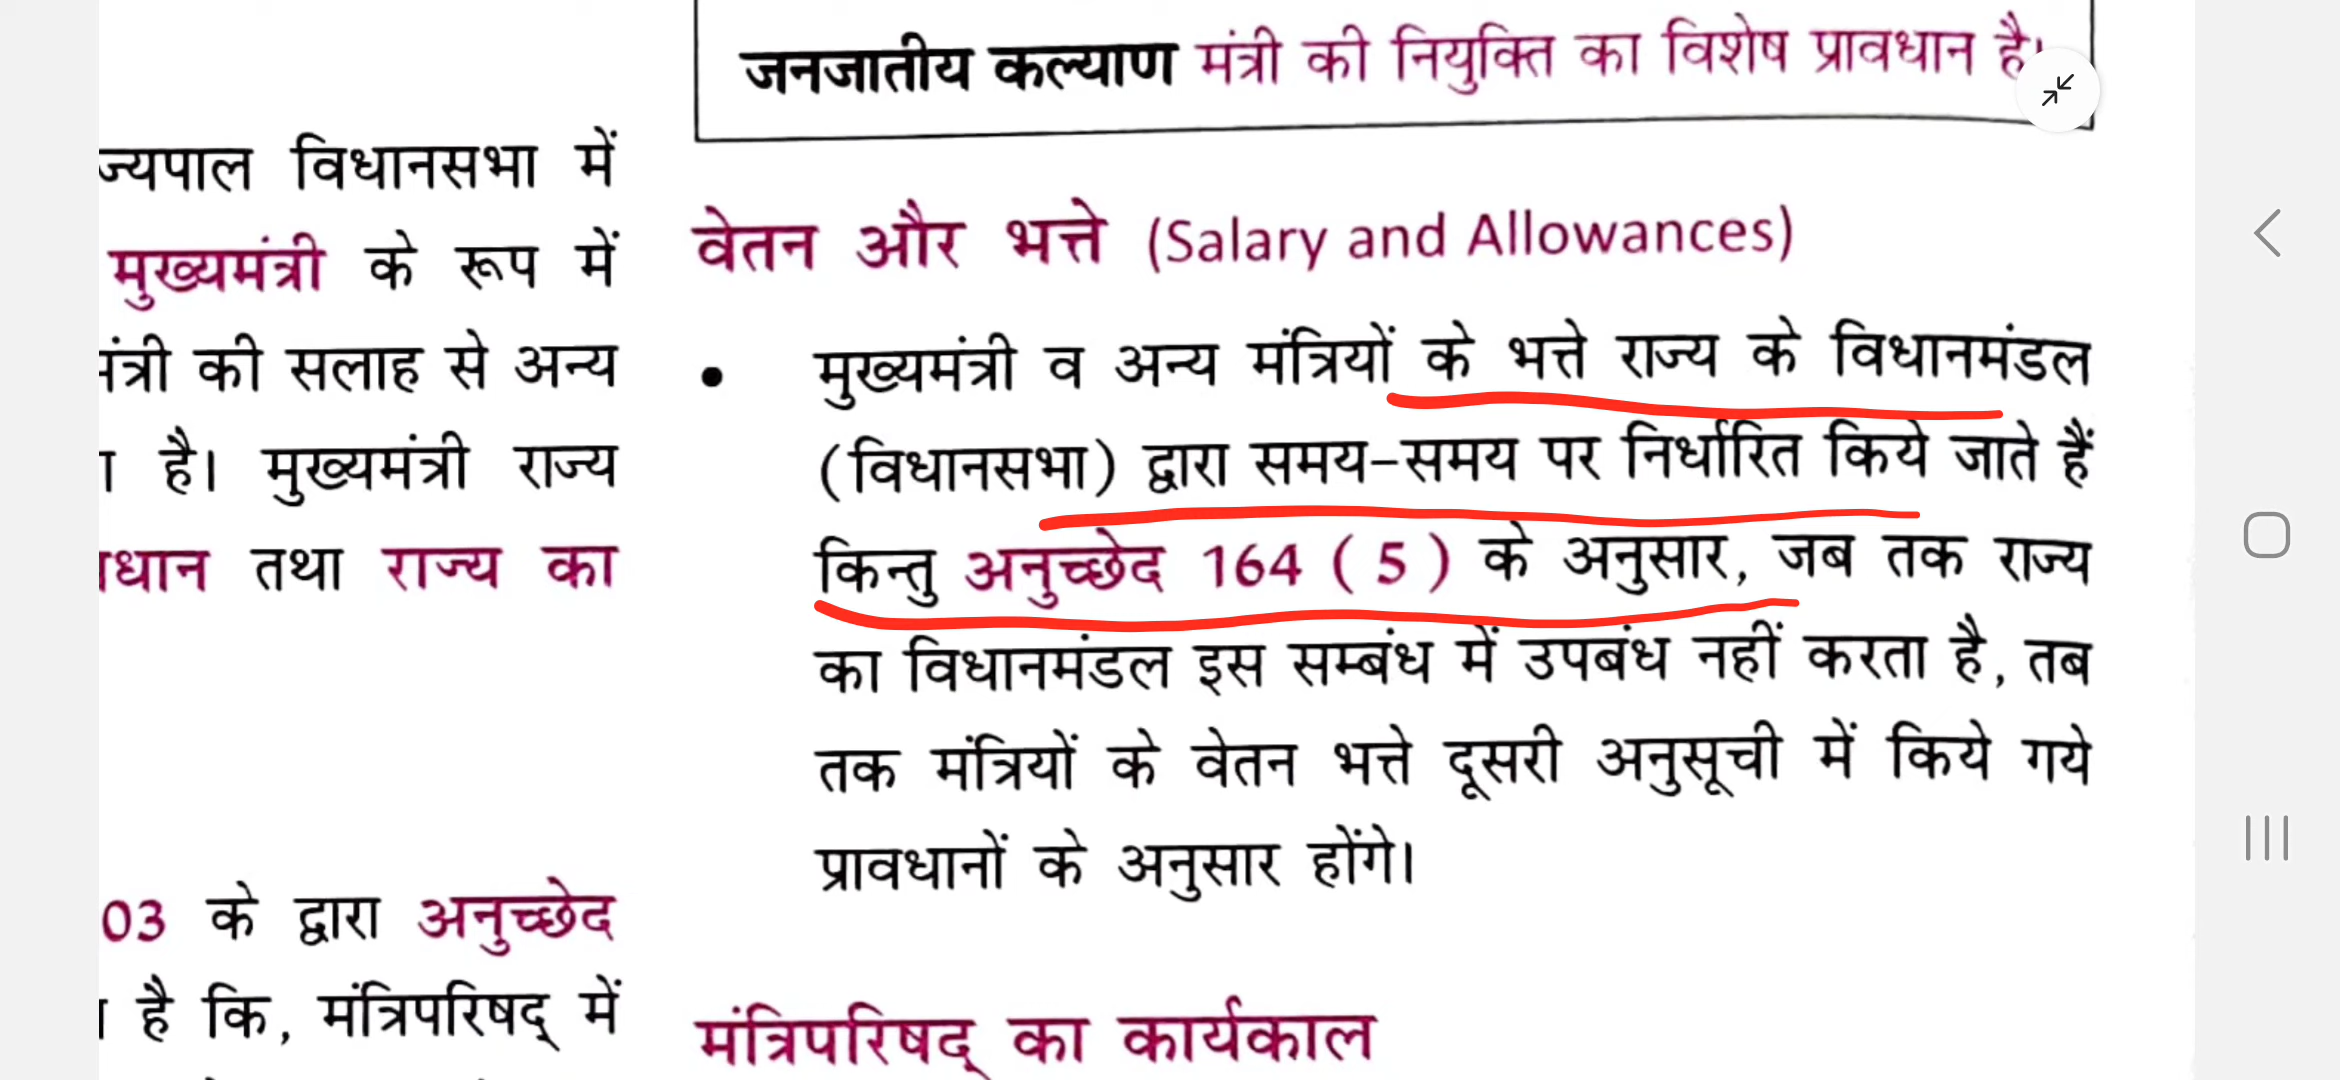 जनजातीय कल्याण मंत्री की नियुक्ति का विशेष प्रावधान है।
ज्यपाल विधानसभा में
मुख्यमंत्री के रूप में
मंत्री की सलाह से अन्य
है। मुख्यमंत्री राज्य
धान तथा राज्य का
03 के द्वारा अनुच्छेद
है कि, मंत्रिपरिषद् में
वेतन और भत्ते (Salary and Allowances)
• मुख्यमंत्री व अन्य मंत्रियों के भत्ते राज्य के विधानमंडल
(विधानसभा) द्वारा समय-समय पर निर्धारित किये जाते हैं
किन्तु अनुच्छेद 164 ( 5 ) के अनुसार, जब तक राज्य
का विधानमंडल इस सम्बंध में उपबंध नहीं करता है, तब
तक मंत्रियों के वेतन भत्ते दूसरी अनुसूची में किये गये
प्रावधानों के अनुसार होंगे।
मंत्रिपरिषद् का कार्यकाल